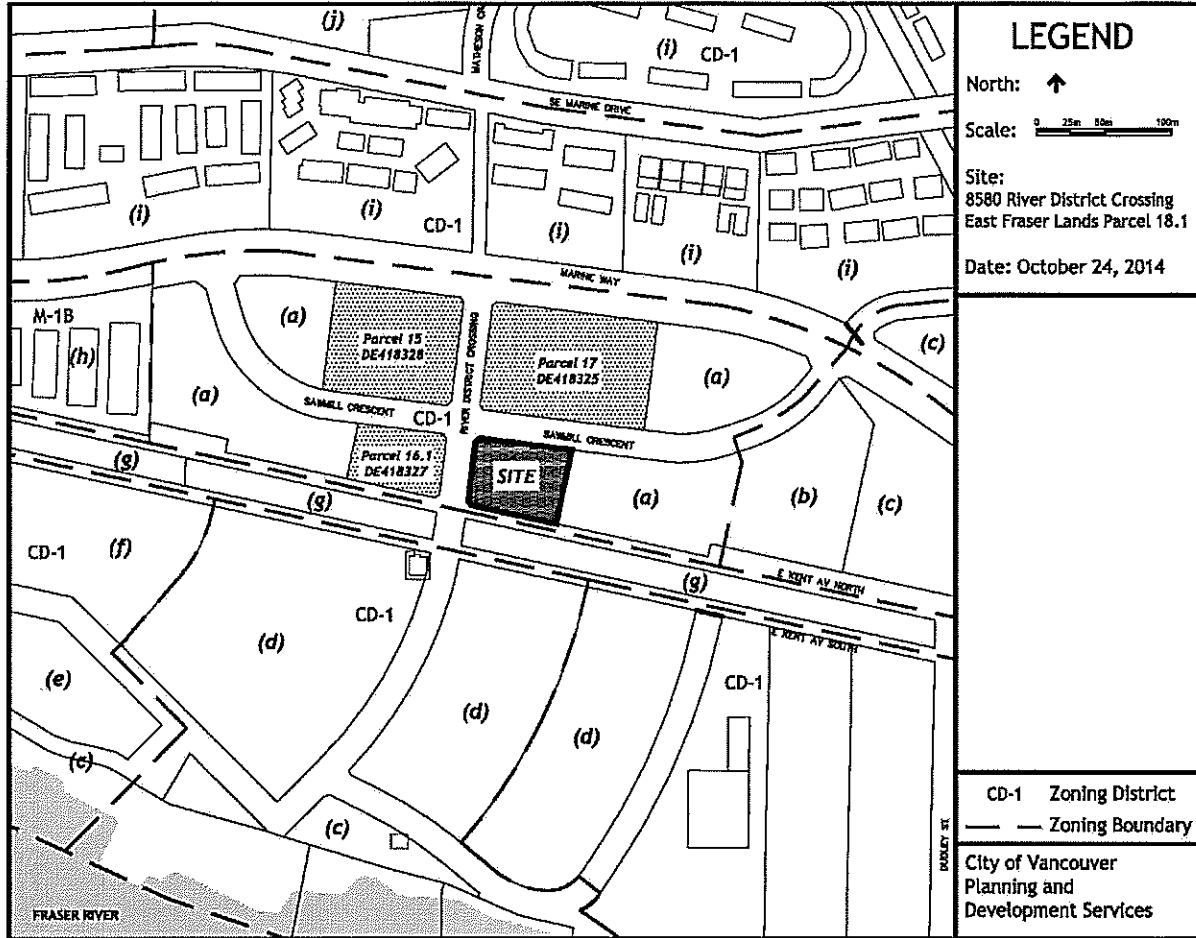 (j)
MATHESON CR
(i)
CD-1
SE MARINE DRIVE
(i)
(i)
CD-1
(i)
(i)
(i)
MARINE WAY
M-1B
(h)
(a)
(a)
Parcel 15
DE418328
RIVER DISTRICT CROSSING
Parcel 17
DE418325
(a)
(c)
SAWMILL CRESCENT
CD-1
SAWMILL CRESCENT
Parcel 16.1
DE418327
SITE
(g)
(g)
(a)
(b)
(c)
CD-1
(f)
E KENT AV NORTH
(g)
E KENT AV SOUTH
CD-1
(d)
(e)
(d)
(d)
CD-1
(c)
(c)
DUDLEY ST.
FRASER RIVER
LEGEND
North:
Scale: 0 25m 50m 100m
Site:
8580 River District Crossing
East Fraser Lands Parcel 18.1
Date: October 24, 2014
CD-1 Zoning District
Zoning Boundary
City of Vancouver
Planning and
Development Services